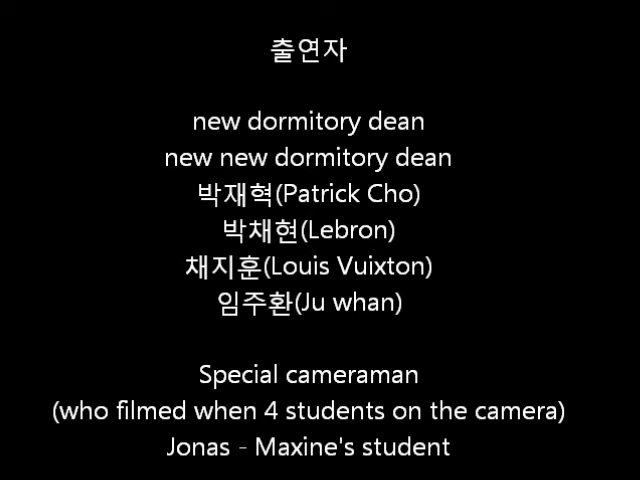 출연자
new dormitory dean
new new dormitory dean
박재혁(Patrick Cho)
박채현(Lebron)
채지훈(Louis Vuixton)
임주환(Ju whan)
Special cameraman
(who filmed when 4 students on the camera)
Jonas - Maxine's student